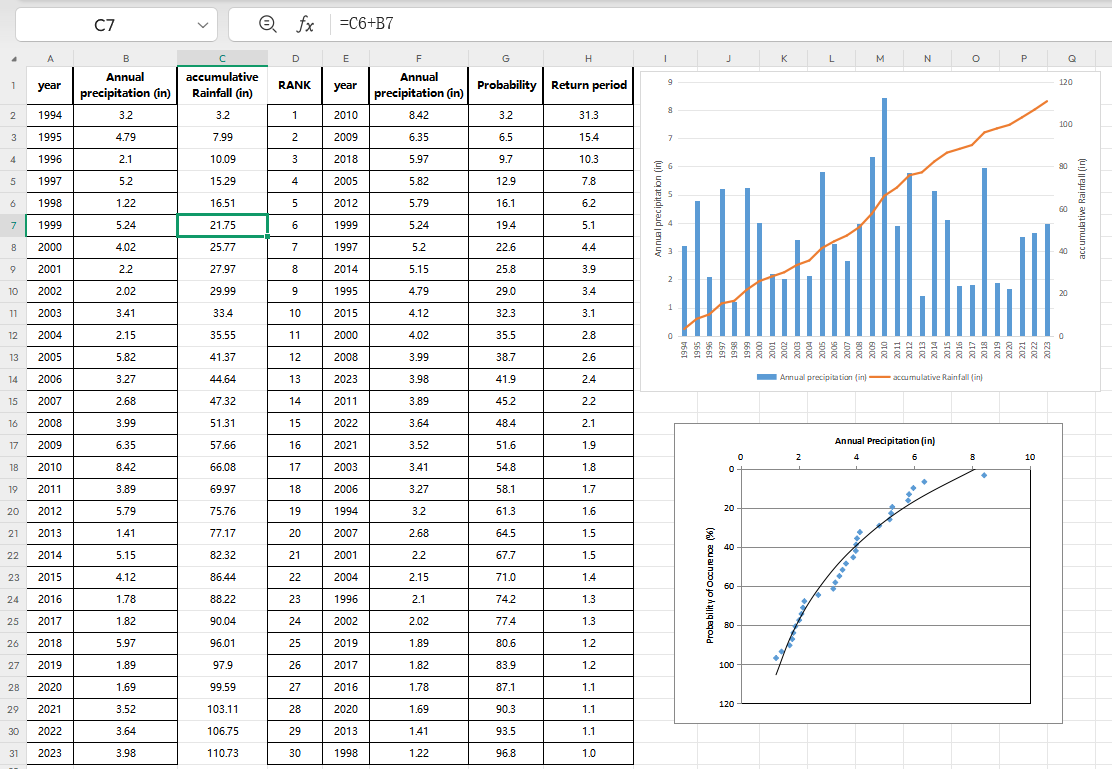 C7
fx =C6+B7
A B C D E F G H I J K L M N O P Q
1 year Annual precipitation (in) accumulative Rainfall (in) RANK year Annual precipitation (in) Probability Return period
2 1994 3.2 3.2 1 2010 8.42 3.2 31.3
3 1995 4.79 7.99 2 2009 6.35 6.5 15.4
4 1996 2.1 10.09 3 2018 5.97 9.7 10.3
5 1997 5.2 15.29 4 2005 5.82 12.9 7.8
6 1998 1.22 16.51 5 2012 5.79 16.1 6.2
7 1999 5.24 21.75 6 1999 5.24 19.4 5.1
8 2000 4.02 25.77 7 1997 5.2 22.6 4.4
9 2001 2.2 27.97 8 2014 5.15 25.8 3.9
10 2002 2.02 29.99 9 1995 4.79 29.0 3.4
11 2003 3.41 33.4 10 2015 4.12 32.3 3.1
12 2004 2.15 35.55 11 2000 4.02 35.5 2.8
13 2005 5.82 41.37 12 2008 3.99 38.7 2.6
14 2006 3.27 44.64 13 2023 3.98 41.9 2.4
15 2007 2.68 47.32 14 2011 3.89 45.2 2.2
16 2008 3.99 51.31 15 2022 3.64 48.4 2.1
17 2009 6.35 57.66 16 2021 3.52 51.6 1.9
18 2010 8.42 66.08 17 2003 3.41 54.8 1.8
19 2011 3.89 69.97 18 2006 3.27 58.1 1.7
20 2012 5.79 75.76 19 1994 3.2 61.3 1.6
21 2013 1.41 77.17 20 2007 2.68 64.5 1.5
22 2014 5.15 82.32 21 2001 2.2 67.7 1.5
23 2015 4.12 86.44 22 2004 2.15 71.0 1.4
24 2016 1.78 88.22 23 1996 2.1 74.2 1.3
25 2017 1.82 90.04 24 2002 2.02 77.4 1.3
26 2018 5.97 96.01 25 2019 1.89 80.6 1.2
27 2019 1.89 97.9 26 2017 1.82 83.9 1.2
28 2020 1.69 99.59 27 2016 1.78 87.1 1.1
29 2021 3.52 103.11 28 2020 1.69 90.3 1.1
30 2022 3.64 106.75 29 2013 1.41 93.5 1.1
31 2023 3.98 110.73 30 1998 1.22 96.8 1.0
Annual precipitation (in)
9
8
7
6
5
4
3
2
1
0
120
100
80
60
40
20
0
accumulative Rainfall (in)
1994 1995 1996 1997 1998 1999 2000 2001 2002 2003 2004 2005 2006 2007 2008 2009 2010 2011 2012 2013 2014 2015 2016 2017 2018 2019 2020 2021 2022 2023
Annual precipitation (in) accumulative Rainfall (in)
Annual Precipitation (in)
0 2 4 6 8 10
Probability of Occurence (%)
0
20
40
60
80
100
120